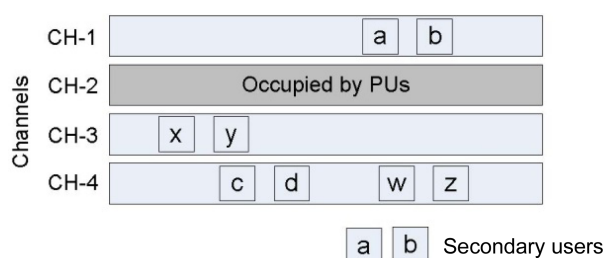 CH-1 a b
CH-2 Occupied by PUs
CH-3 x y
CH-4 c d w z
Channels
a b Secondary users